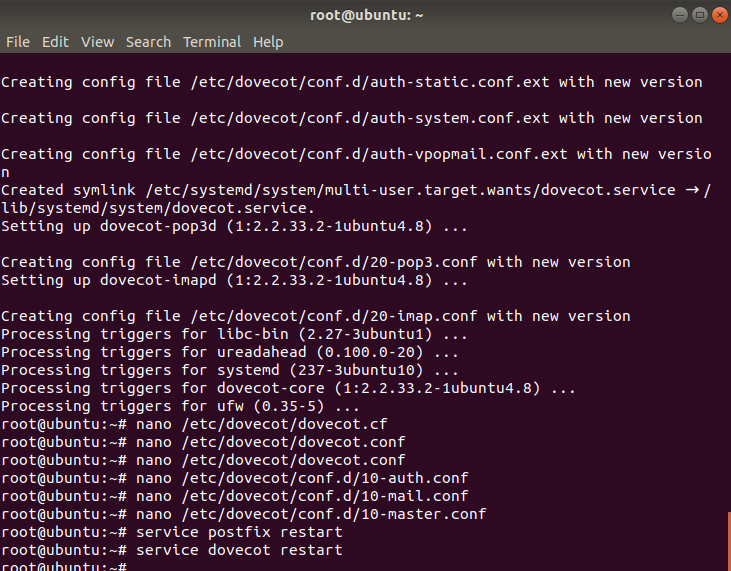 root@ubuntu: ~
File Edit View Search Terminal Help
Creating config file /etc/dovecot/conf.d/auth-static.conf.ext with new version
Creating config file /etc/dovecot/conf.d/auth-system.conf.ext with new version
Creating config file /etc/dovecot/conf.d/auth-vpopmail.conf.ext with new versio
n
Created symlink /etc/systemd/system/multi-user.target.wants/dovecot.service → /
lib/systemd/system/dovecot.service.
Setting up dovecot-pop3d (1:2.2.33.2-1ubuntu4.8) ...
Creating config file /etc/dovecot/conf.d/20-pop3.conf with new version
Setting up dovecot-imapd (1:2.2.33.2-1ubuntu4.8) ...
Creating config file /etc/dovecot/conf.d/20-imap.conf with new version
Processing triggers for libc-bin (2.27-3ubuntu1) ...
Processing triggers for ureadahead (0.100.0-20) ...
Processing triggers for systemd (237-3ubuntu10) ...
Processing triggers for dovecot-core (1:2.2.33.2-1ubuntu4.8) ...
Processing triggers for ufw (0.35-5) ...
root@ubuntu:~# nano /etc/dovecot/dovecot.cf
root@ubuntu:~# nano /etc/dovecot/dovecot.conf
root@ubuntu:~# nano /etc/dovecot/dovecot.conf
root@ubuntu:~# nano /etc/dovecot/conf.d/10-auth.conf
root@ubuntu:~# nano /etc/dovecot/conf.d/10-mail.conf
root@ubuntu:~# nano /etc/dovecot/conf.d/10-master.conf
root@ubuntu:~# service postfix restart
root@ubuntu:~# service dovecot restart
root@ubuntu:~#